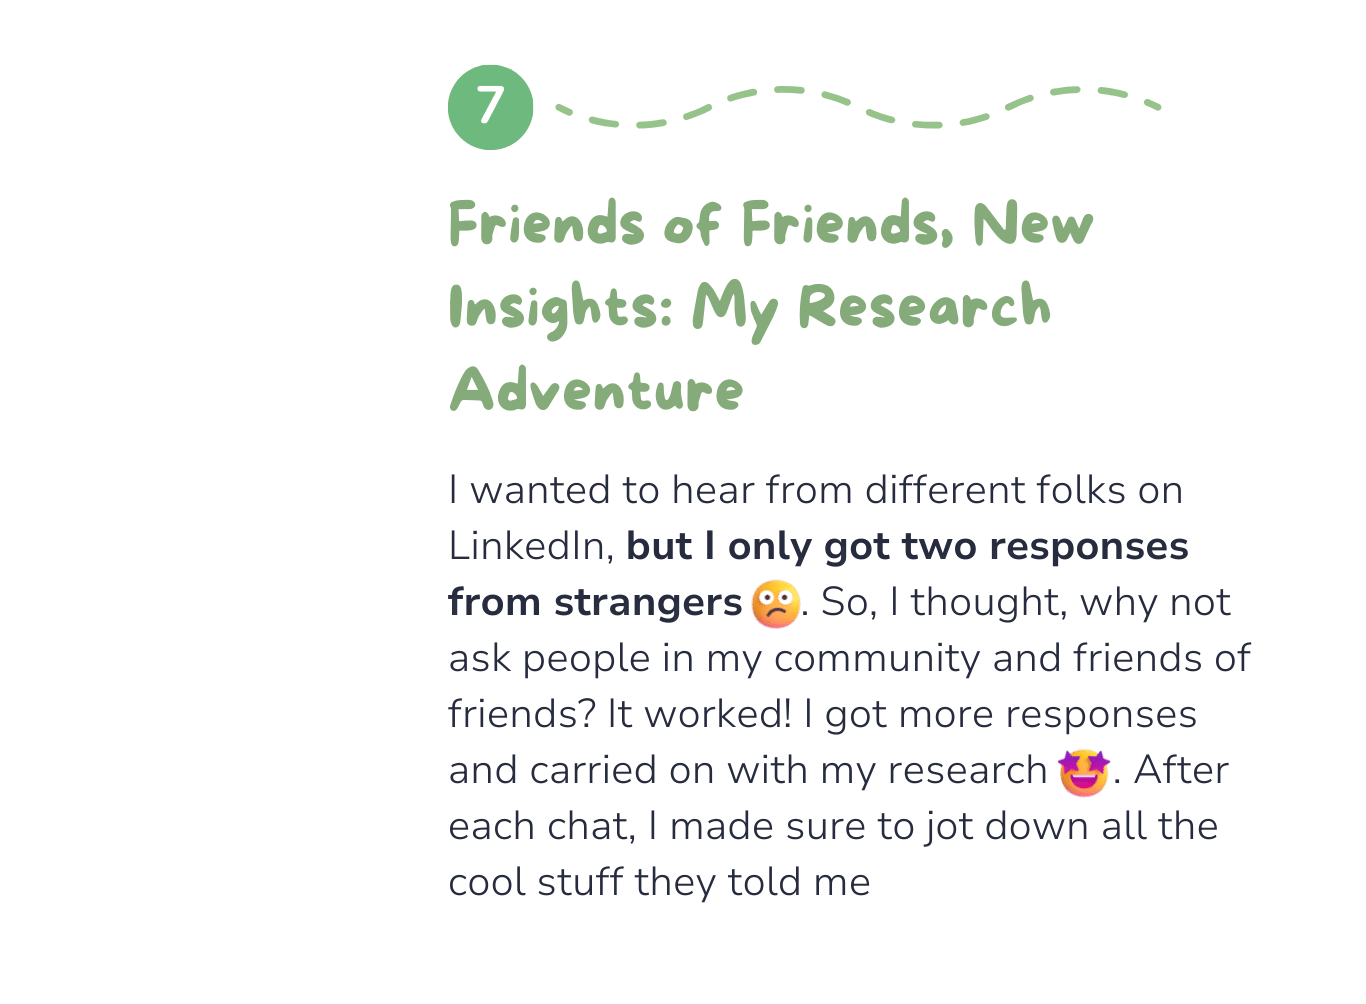 7
Friends of Friends, New
Insights: My Research
Adventure
I wanted to hear from different folks on
LinkedIn, but I only got two responses
from strangers 😕. So, I thought, why not
ask people in my community and friends of
friends? It worked! I got more responses
and carried on with my research 🤩. After
each chat, I made sure to jot down all the
cool stuff they told me